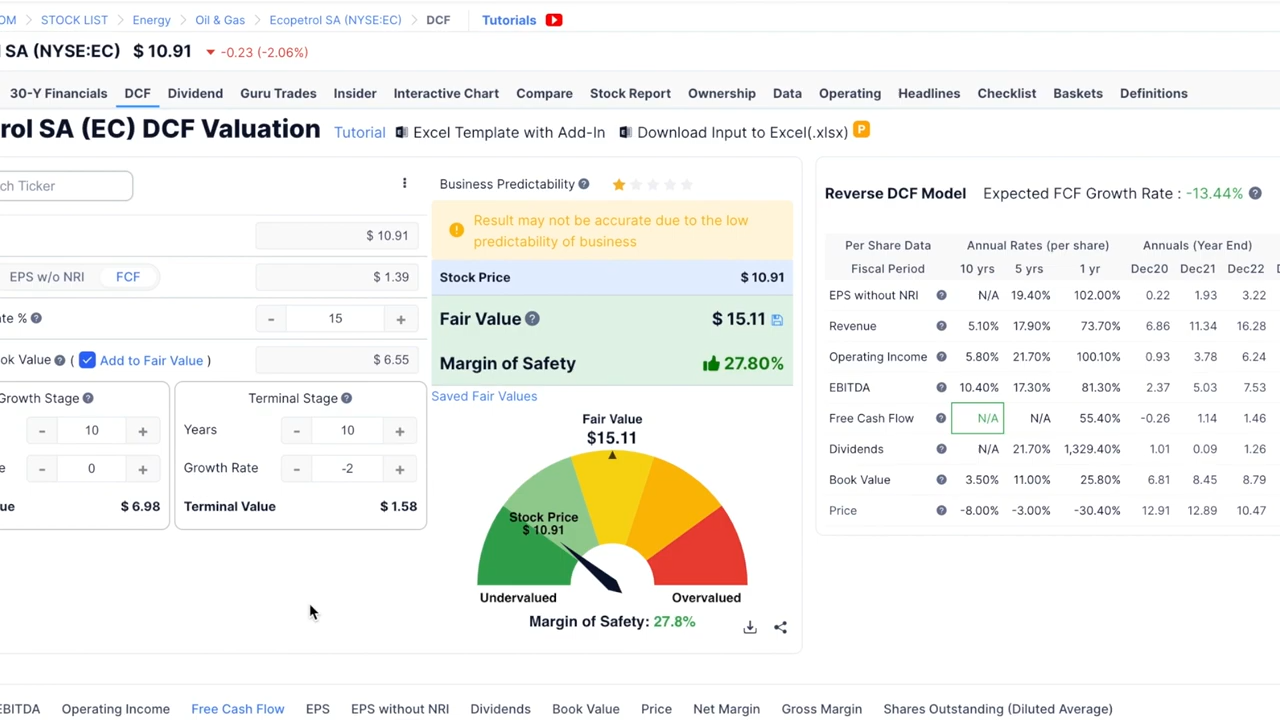 OM > STOCK LIST > Energy > Oil & Gas > Ecopetrol SA (NYSE:EC) > DCF Tutorials
SA (NYSE:EC) $ 10.91 -0.23 (-2.06%)
30-Y Financials DCF Dividend Guru Trades Insider Interactive Chart Compare Stock Report Ownership Data Operating Headlines Checklist Baskets Definitions
rol SA (EC) DCF Valuation Tutorial Excel Template with Add-In Download Input to Excel(.xlsx) P
ch Ticker
$ 10.91
EPS w/o NRI FCF $ 1.39
ate % - 15 +
ok Value ( Add to Fair Value ) $ 6.55
Growth Stage
- 10 +
e - 0 +
ue $ 6.98
Terminal Stage
Years - 10 +
Growth Rate - -2 +
Terminal Value $ 1.58
Business Predictability
Result may not be accurate due to the low
predictability of business
Stock Price $ 10.91
Fair Value $ 15.11
Margin of Safety 27.80%
Saved Fair Values
Fair Value
$15.11
Stock Price
$ 10.91
Undervalued Overvalued
Margin of Safety: 27.8%
Reverse DCF Model Expected FCF Growth Rate : -13.44%
Per Share Data Annual Rates (per share) Annuals (Year End)
Fiscal Period 10 yrs 5 yrs 1 yr Dec20 Dec21 Dec22 D
EPS without NRI N/A 19.40% 102.00% 0.22 1.93 3.22
Revenue 5.10% 17.90% 73.70% 6.86 11.34 16.28
Operating Income 5.80% 21.70% 100.10% 0.93 3.78 6.24
EBITDA 10.40% 17.30% 81.30% 2.37 5.03 7.53
Free Cash Flow N/A N/A 55.40% -0.26 1.14 1.46
Dividends N/A 21.70% 1,329.40% 1.01 0.09 1.26
Book Value 3.50% 11.00% 25.80% 6.81 8.45 8.79
Price -8.00% -3.00% -30.40% 12.91 12.89 10.47
EBITDA Operating Income Free Cash Flow EPS EPS without NRI Dividends Book Value Price Net Margin Gross Margin Shares Outstanding (Diluted Average)